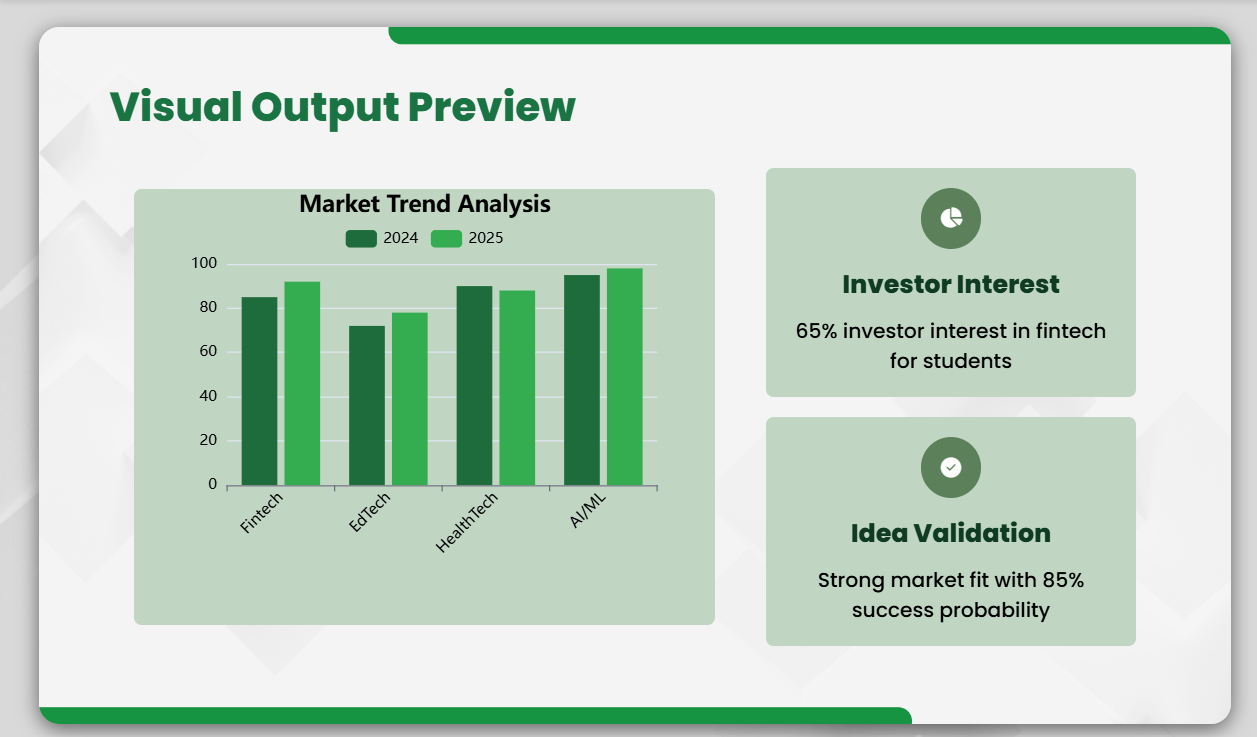 Visual Output Preview
Market Trend Analysis
2024 2025
100
80
60
40
20
0
Fintech EdTech HealthTech AI/ML
Investor Interest
65% investor interest in fintech
for students
Idea Validation
Strong market fit with 85%
success probability